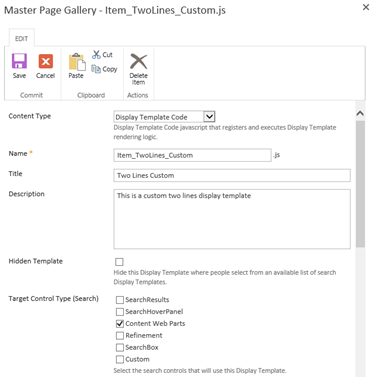 Master Page Gallery - Item_TwoLines_Custom.js
EDIT
Save
Cancel
Paste
Cut
Copy
Delete
Item
Commit
Clipboard
Actions
Content Type
Display Template Code
Display Template Code javascript that registers and executes Display Template
rendering logic.
Name *
Item_TwoLines_Custom
.js
Title
Two Lines Custom
Description
This is a custom two lines display template
Hidden Template
Hide this Display Template where people select from an available list of search
Display Templates.
Target Control Type (Search)
SearchResults
SearchHoverPanel
Content Web Parts
Refinement
SearchBox
Custom
Select the search controls that will use this Display Template.